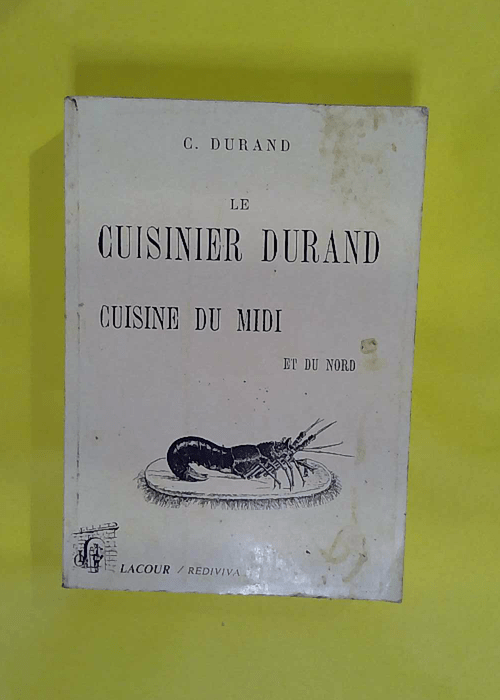 C. DURAND
LE
CUISINIER DURAND
CUISINE DU MIDI
ET DU NORD
LACOUR / REDIVIVA